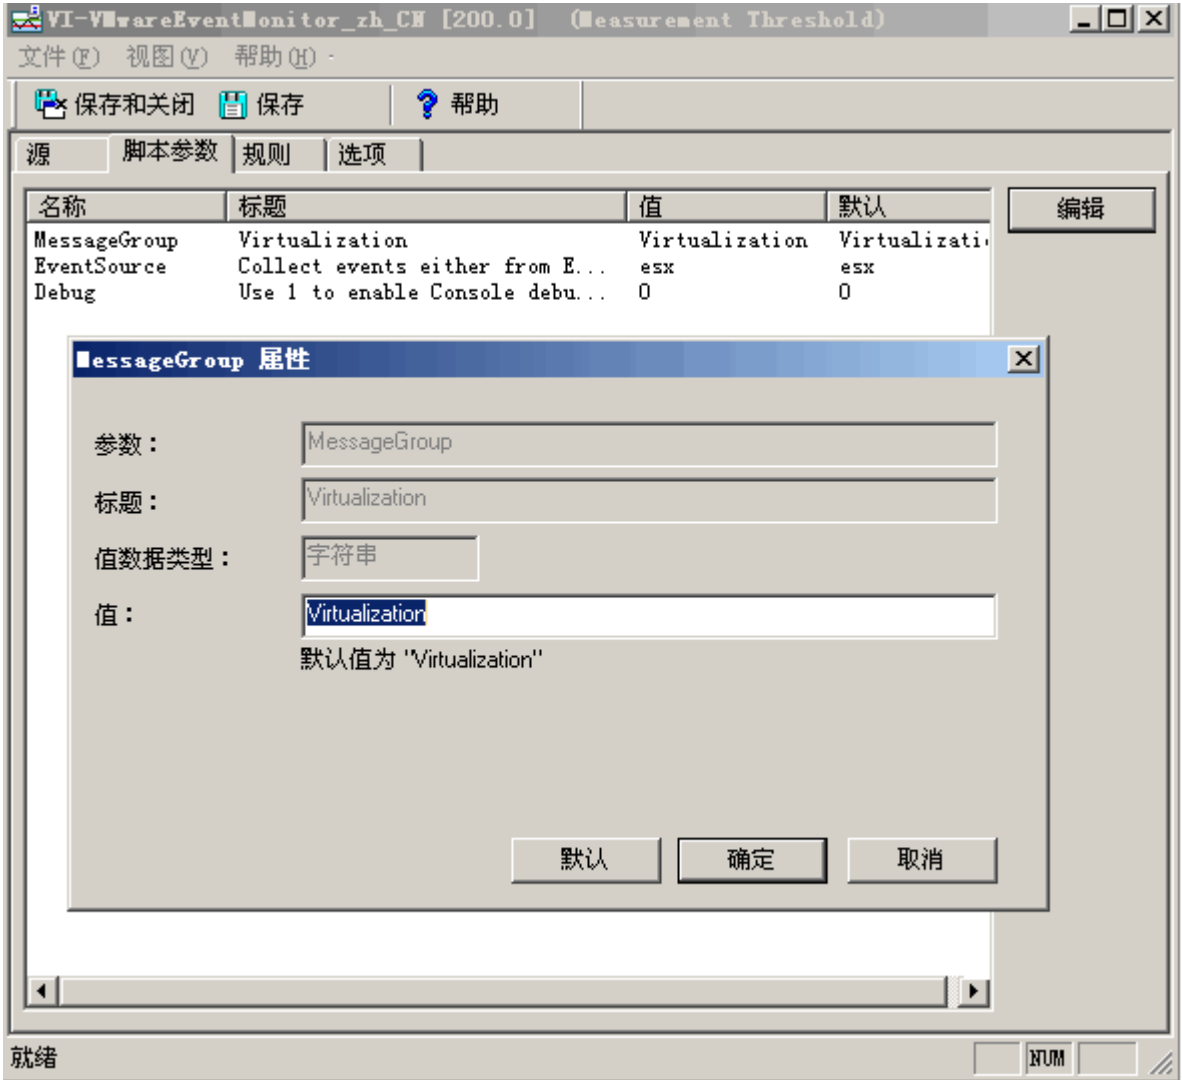 VI-VMwareEventMonitor_zh_CN [200.0] (Measurement Threshold)
文件(F) 视图(V) 帮助(H)
保存和关闭 保存 帮助
源 脚本参数 规则 选项
名称 标题 值 默认
MessageGroup Virtualization Virtualization Virtualizati
EventSource Collect events either from E... esx esx
Debug Use 1 to enable Console debu... 0 0
编辑
MessageGroup 属性
参数： MessageGroup
标题： Virtualization
值数据类型： 字符串
值： Virtualization
默认值为 "Virtualization"
默认 确定 取消
就绪 NUM